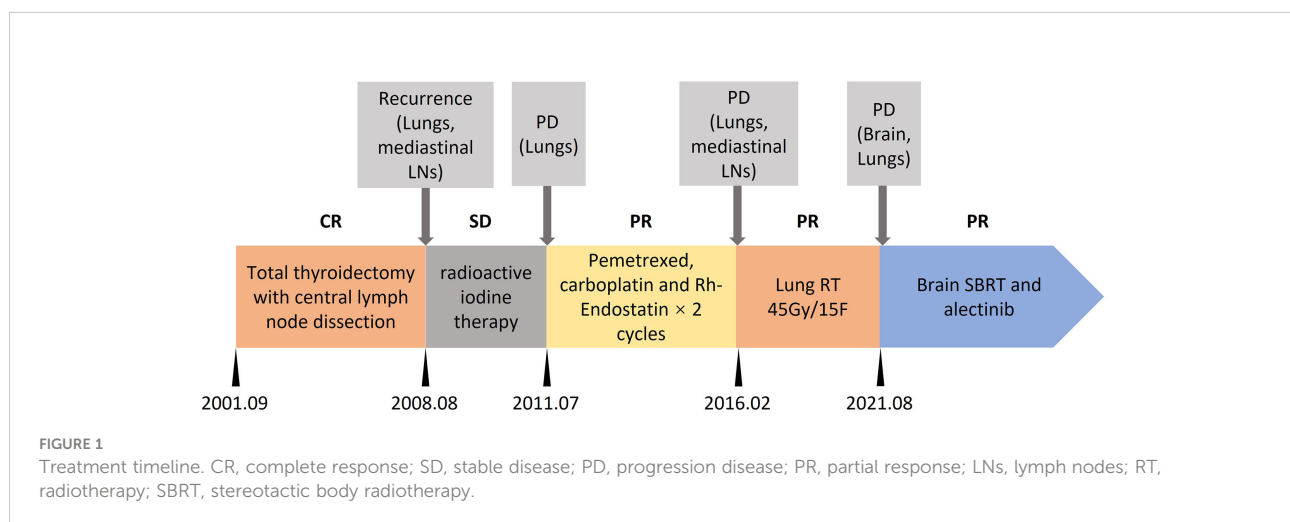 Recurrence
(Lungs,
mediastinal
LNs)
PD
(Lungs)
PD
(Lungs,
mediastinal
LNs)
PD
(Brain,
Lungs)
CR
SD
PR
PR
PR
Total thyroidectomy
with central lymph
node dissection
radioactive
iodine
therapy
Pemetrexed,
carboplatin and Rh-
Endostatin × 2
cycles
Lung RT
45Gy/15F
Brain SBRT and
alectinib
2001.09
2008.08
2011.07
2016.02
2021.08
FIGURE 1
Treatment timeline. CR, complete response; SD, stable disease; PD, progression disease; PR, partial response; LNs, lymph nodes; RT,
radiotherapy; SBRT, stereotactic body radiotherapy.